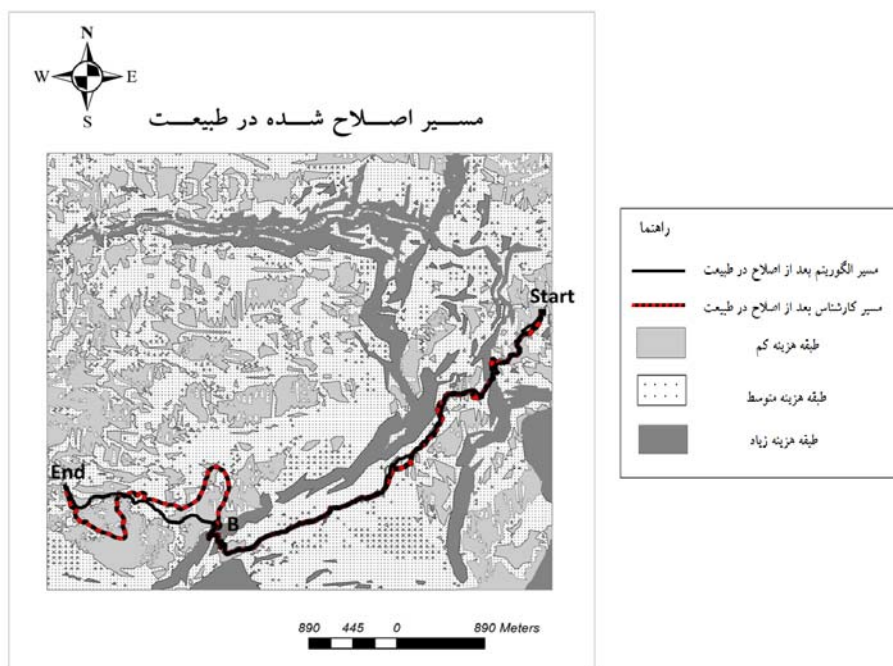 N
W E
S
مسیر اصلاح شده در طبیعت
Start
End
B
890 445 0 890 Meters
راهنما
مسیر الگوریتم بعد از اصلاح در طبیعت
مسیر کارشناس بعد از اصلاح در طبیعت
طبقه هزینه کم
طبقه هزینه متوسط
طبقه هزینه زیاد